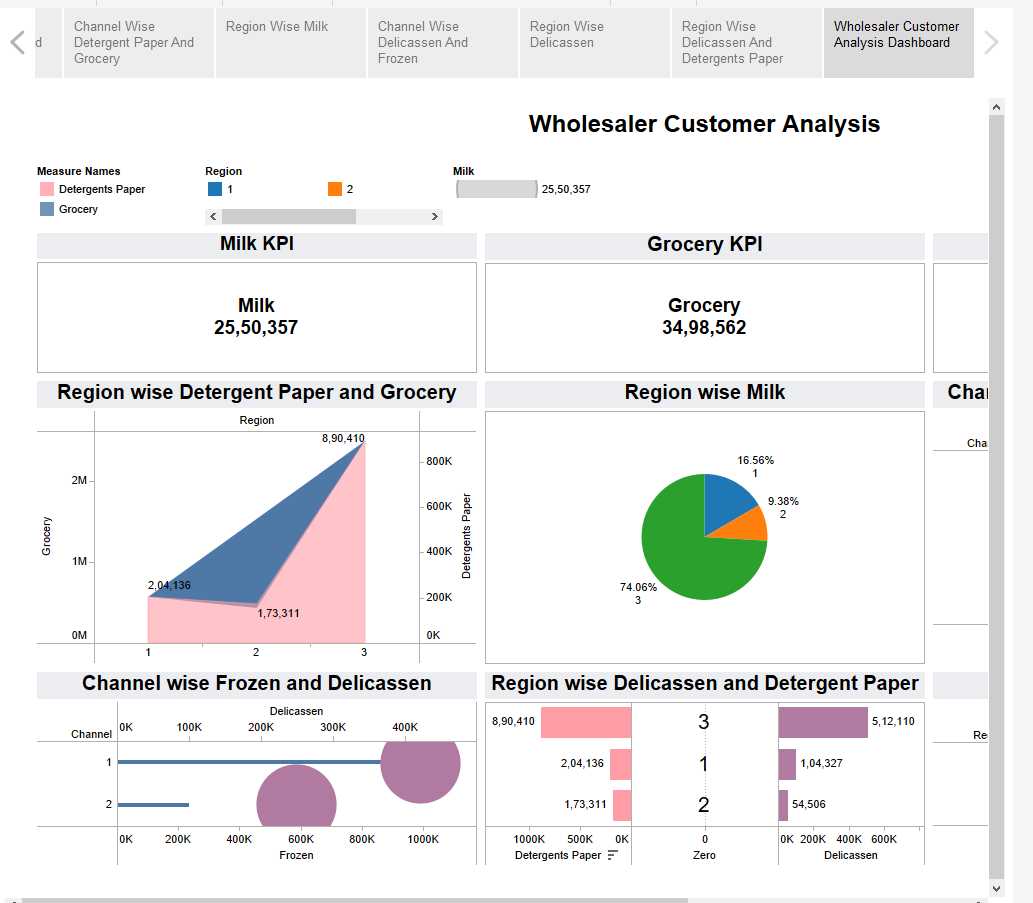 d
Channel Wise
Detergent Paper And
Grocery
Region Wise Milk
Channel Wise
Delicassen And
Frozen
Region Wise
Delicassen
Region Wise
Delicassen And
Detergents Paper
Wholesaler Customer
Analysis Dashboard
Wholesaler Customer Analysis
Measure Names
Detergents Paper
Grocery
Region
1
2
Milk
25,50,357
Milk KPI
Milk
25,50,357
Grocery KPI
Grocery
34,98,562
Region wise Detergent Paper and Grocery
Region
8,90,410
2,04,136
1,73,311
2M
1M
0M
Grocery
800K
600K
400K
200K
0K
Detergents Paper
1
2
3
Region wise Milk
16.56%
1
9.38%
2
74.06%
3
Cha
Cha
Channel wise Frozen and Delicassen
Delicassen
Channel
0K 100K 200K 300K 400K
1
2
0K 200K 400K 600K 800K 1000K
Frozen
Region wise Delicassen and Detergent Paper
8,90,410 3 5,12,110
2,04,136 1 1,04,327
1,73,311 2 54,506
1000K 500K 0K 0 0K 200K 400K 600K
Detergents Paper Zero Delicassen
Re